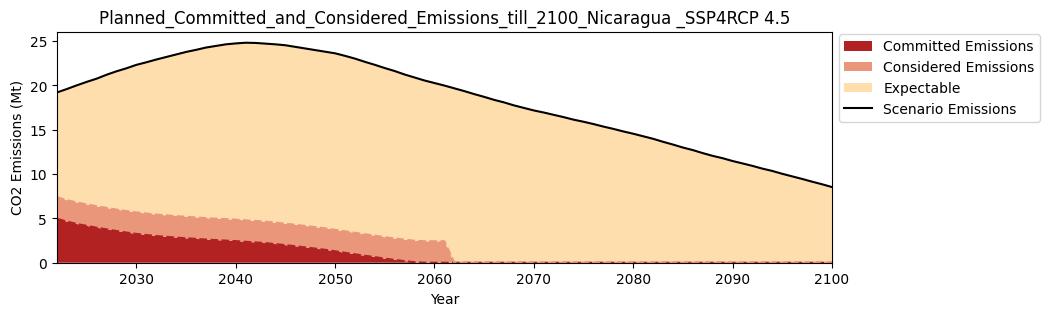 Planned_Committed_and_Considered_Emissions_till_2100_Nicaragua _SSP4RCP 4.5
CO2 Emissions (Mt)
25
20
15
10
5
0
2030 2040 2050 2060 2070 2080 2090 2100
Year
Committed Emissions
Considered Emissions
Expectable
Scenario Emissions